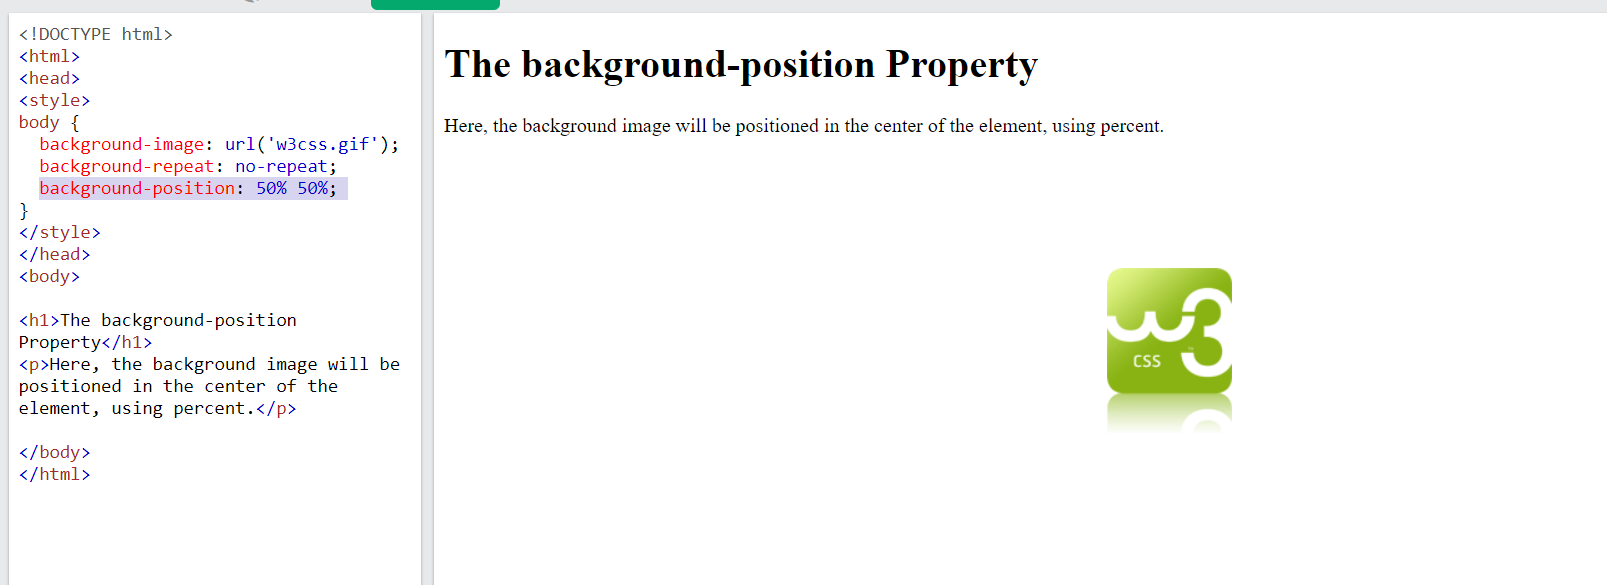 <!DOCTYPE html>
<html>
<head>
<style>
body {
  background-image: url('w3css.gif');
  background-repeat: no-repeat;
  background-position: 50% 50%;
}
</style>
</head>
<body>

<h1>The background-position
Property</h1>
<p>Here, the background image will be
positioned in the center of the
element, using percent.</p>

</body>
</html>
The background-position Property
Here, the background image will be positioned in the center of the element, using percent.
w3
CSS